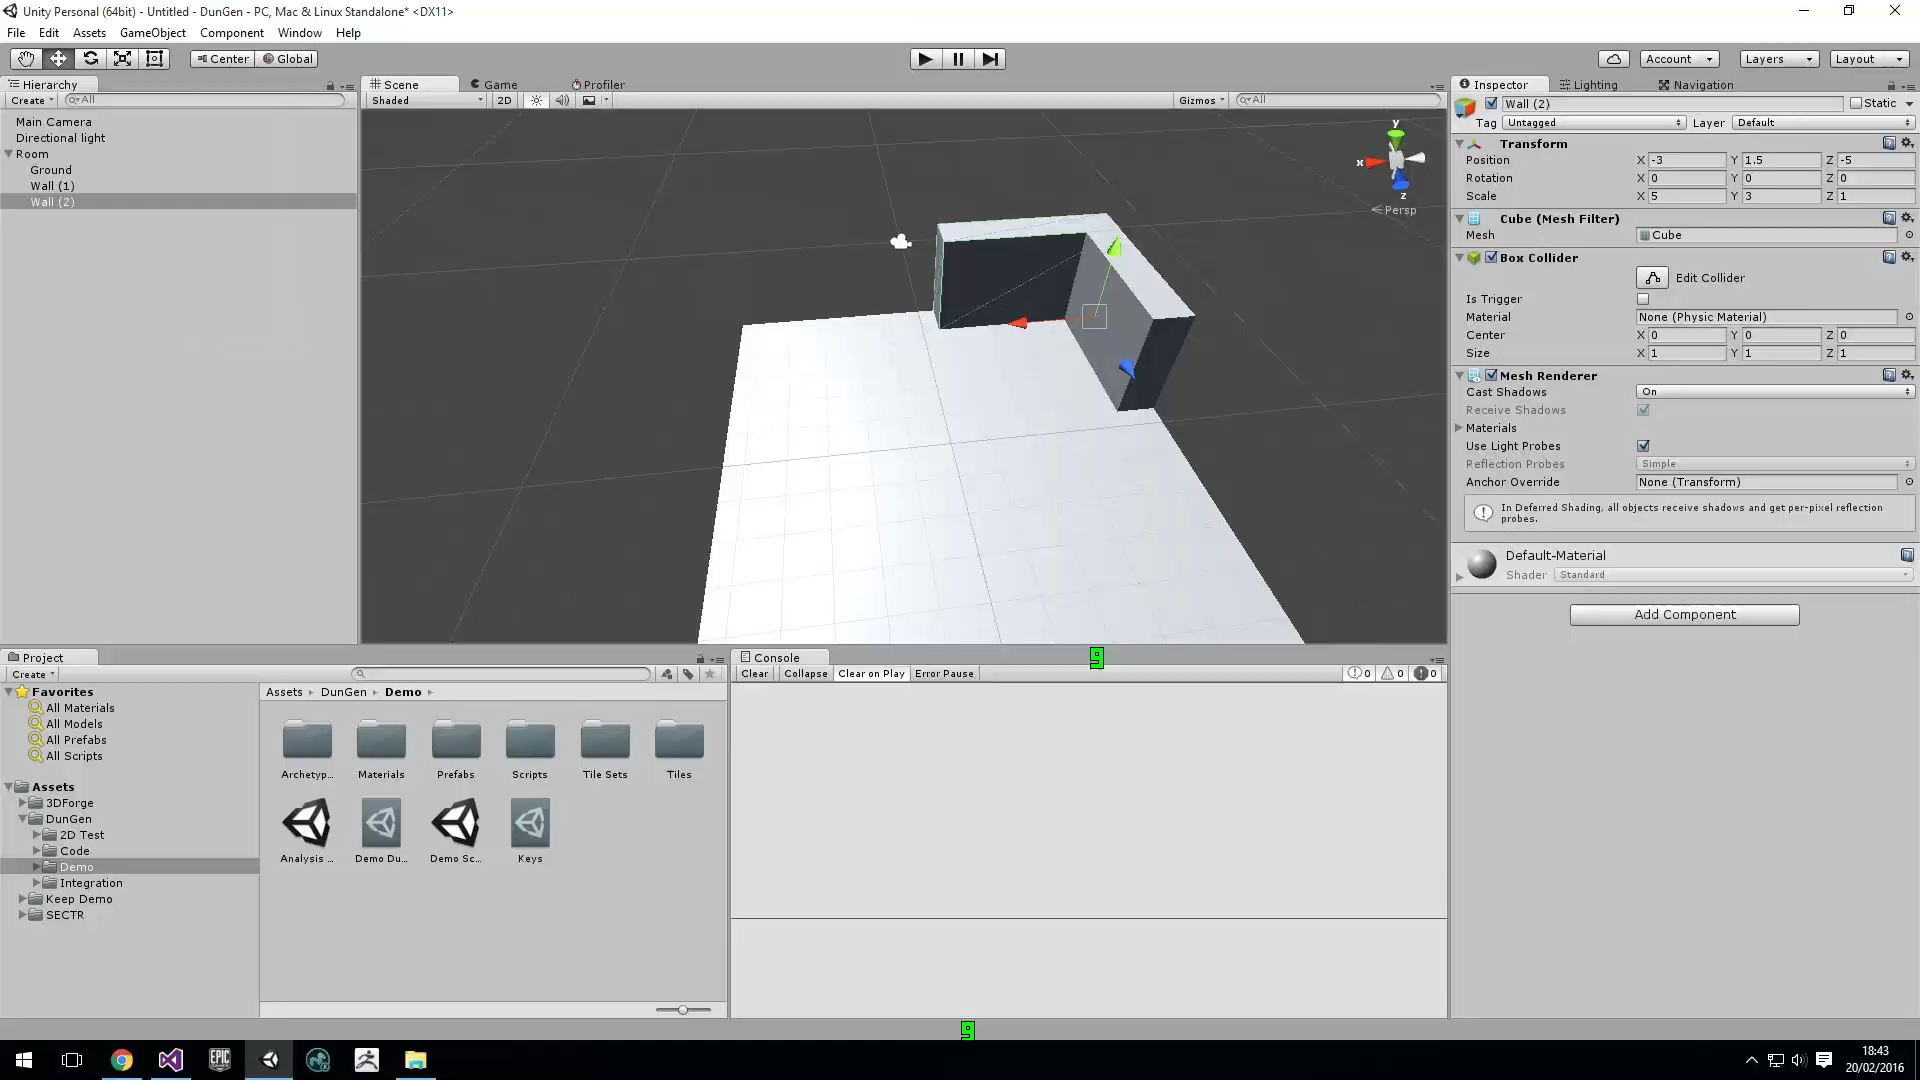 Unity Personal (64bit) - Untitled - DunGen - PC, Mac & Linux Standalone* <DX11>
File Edit Assets GameObject Component Window Help
Center Global Account Layers Layout
Hierarchy Scene Game Profiler Inspector Lighting Navigation
Create All Shaded 2D Gizmos All
Wall (2) Static
Tag Untagged Layer Default
Main Camera
Directional light
Room
Ground
Wall (1)
Wall (2)
y
x
z
Persp
Transform
Position X -3 Y 1.5 Z -5
Rotation X 0 Y 0 Z 0
Scale X 5 Y 3 Z 1
Cube (Mesh Filter)
Mesh Cube
Box Collider
Edit Collider
Is Trigger
Material None (Physic Material)
Center X 0 Y 0 Z 0
Size X 1 Y 1 Z 1
Mesh Renderer
Cast Shadows On
Receive Shadows
Materials
Use Light Probes
Reflection Probes Simple
Anchor Override None (Transform)
In Deferred Shading, all objects receive shadows and get per-pixel reflection
probes.
Default-Material
Shader Standard
Add Component
Project
Create
Favorites
All Materials
All Models
All Prefabs
All Scripts
Assets
3DForge
DunGen
2D Test
Code
Demo
Integration
Keep Demo
SECTR
Assets DunGen Demo
Archetyp... Materials Prefabs Scripts Tile Sets Tiles
Analysis ... Demo Du... Demo Sc... Keys
Console 9
Clear Collapse Clear on Play Error Pause 0 0 0
9
EPIC GAMES
18:43
20/02/2016